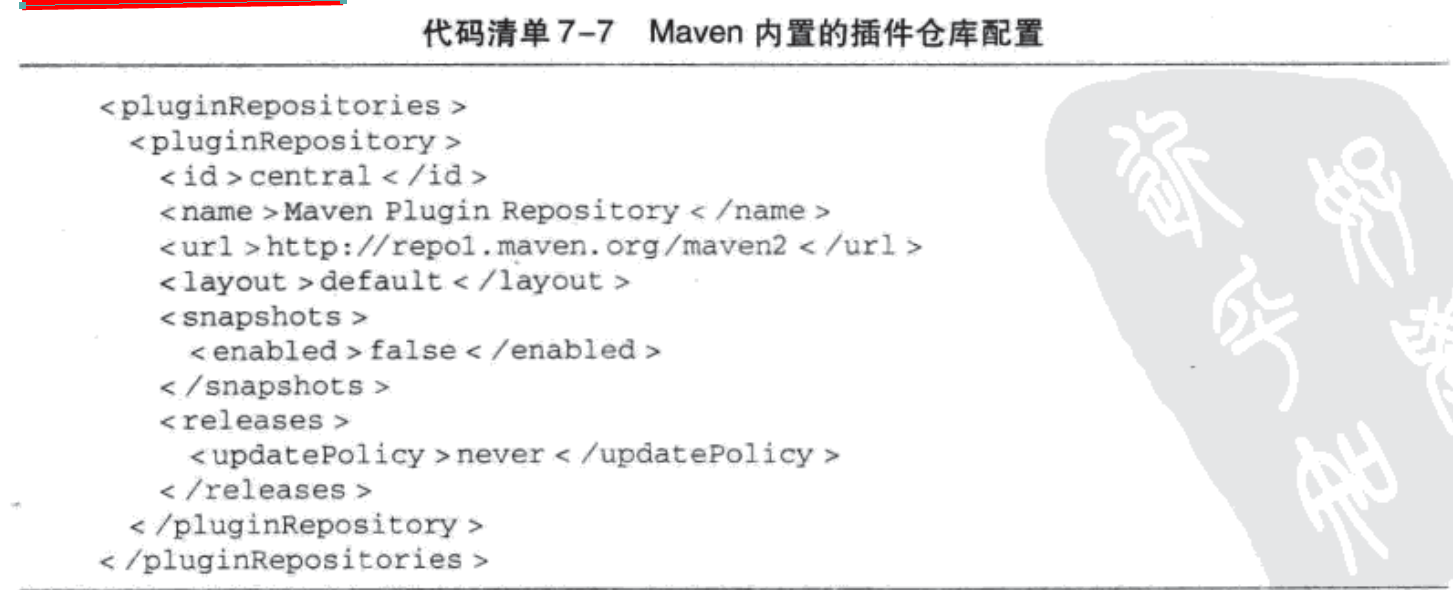 代码清单 7-7 Maven 内置的插件仓库配置
<pluginRepositories>
<pluginRepository>
<id>central</id>
<name>Maven Plugin Repository</name>
<url>http://repo1.maven.org/maven2</url>
<layout>default</layout>
<snapshots>
<enabled>false</enabled>
</snapshots>
<releases>
<updatePolicy>never</updatePolicy>
</releases>
</pluginRepository>
</pluginRepositories>